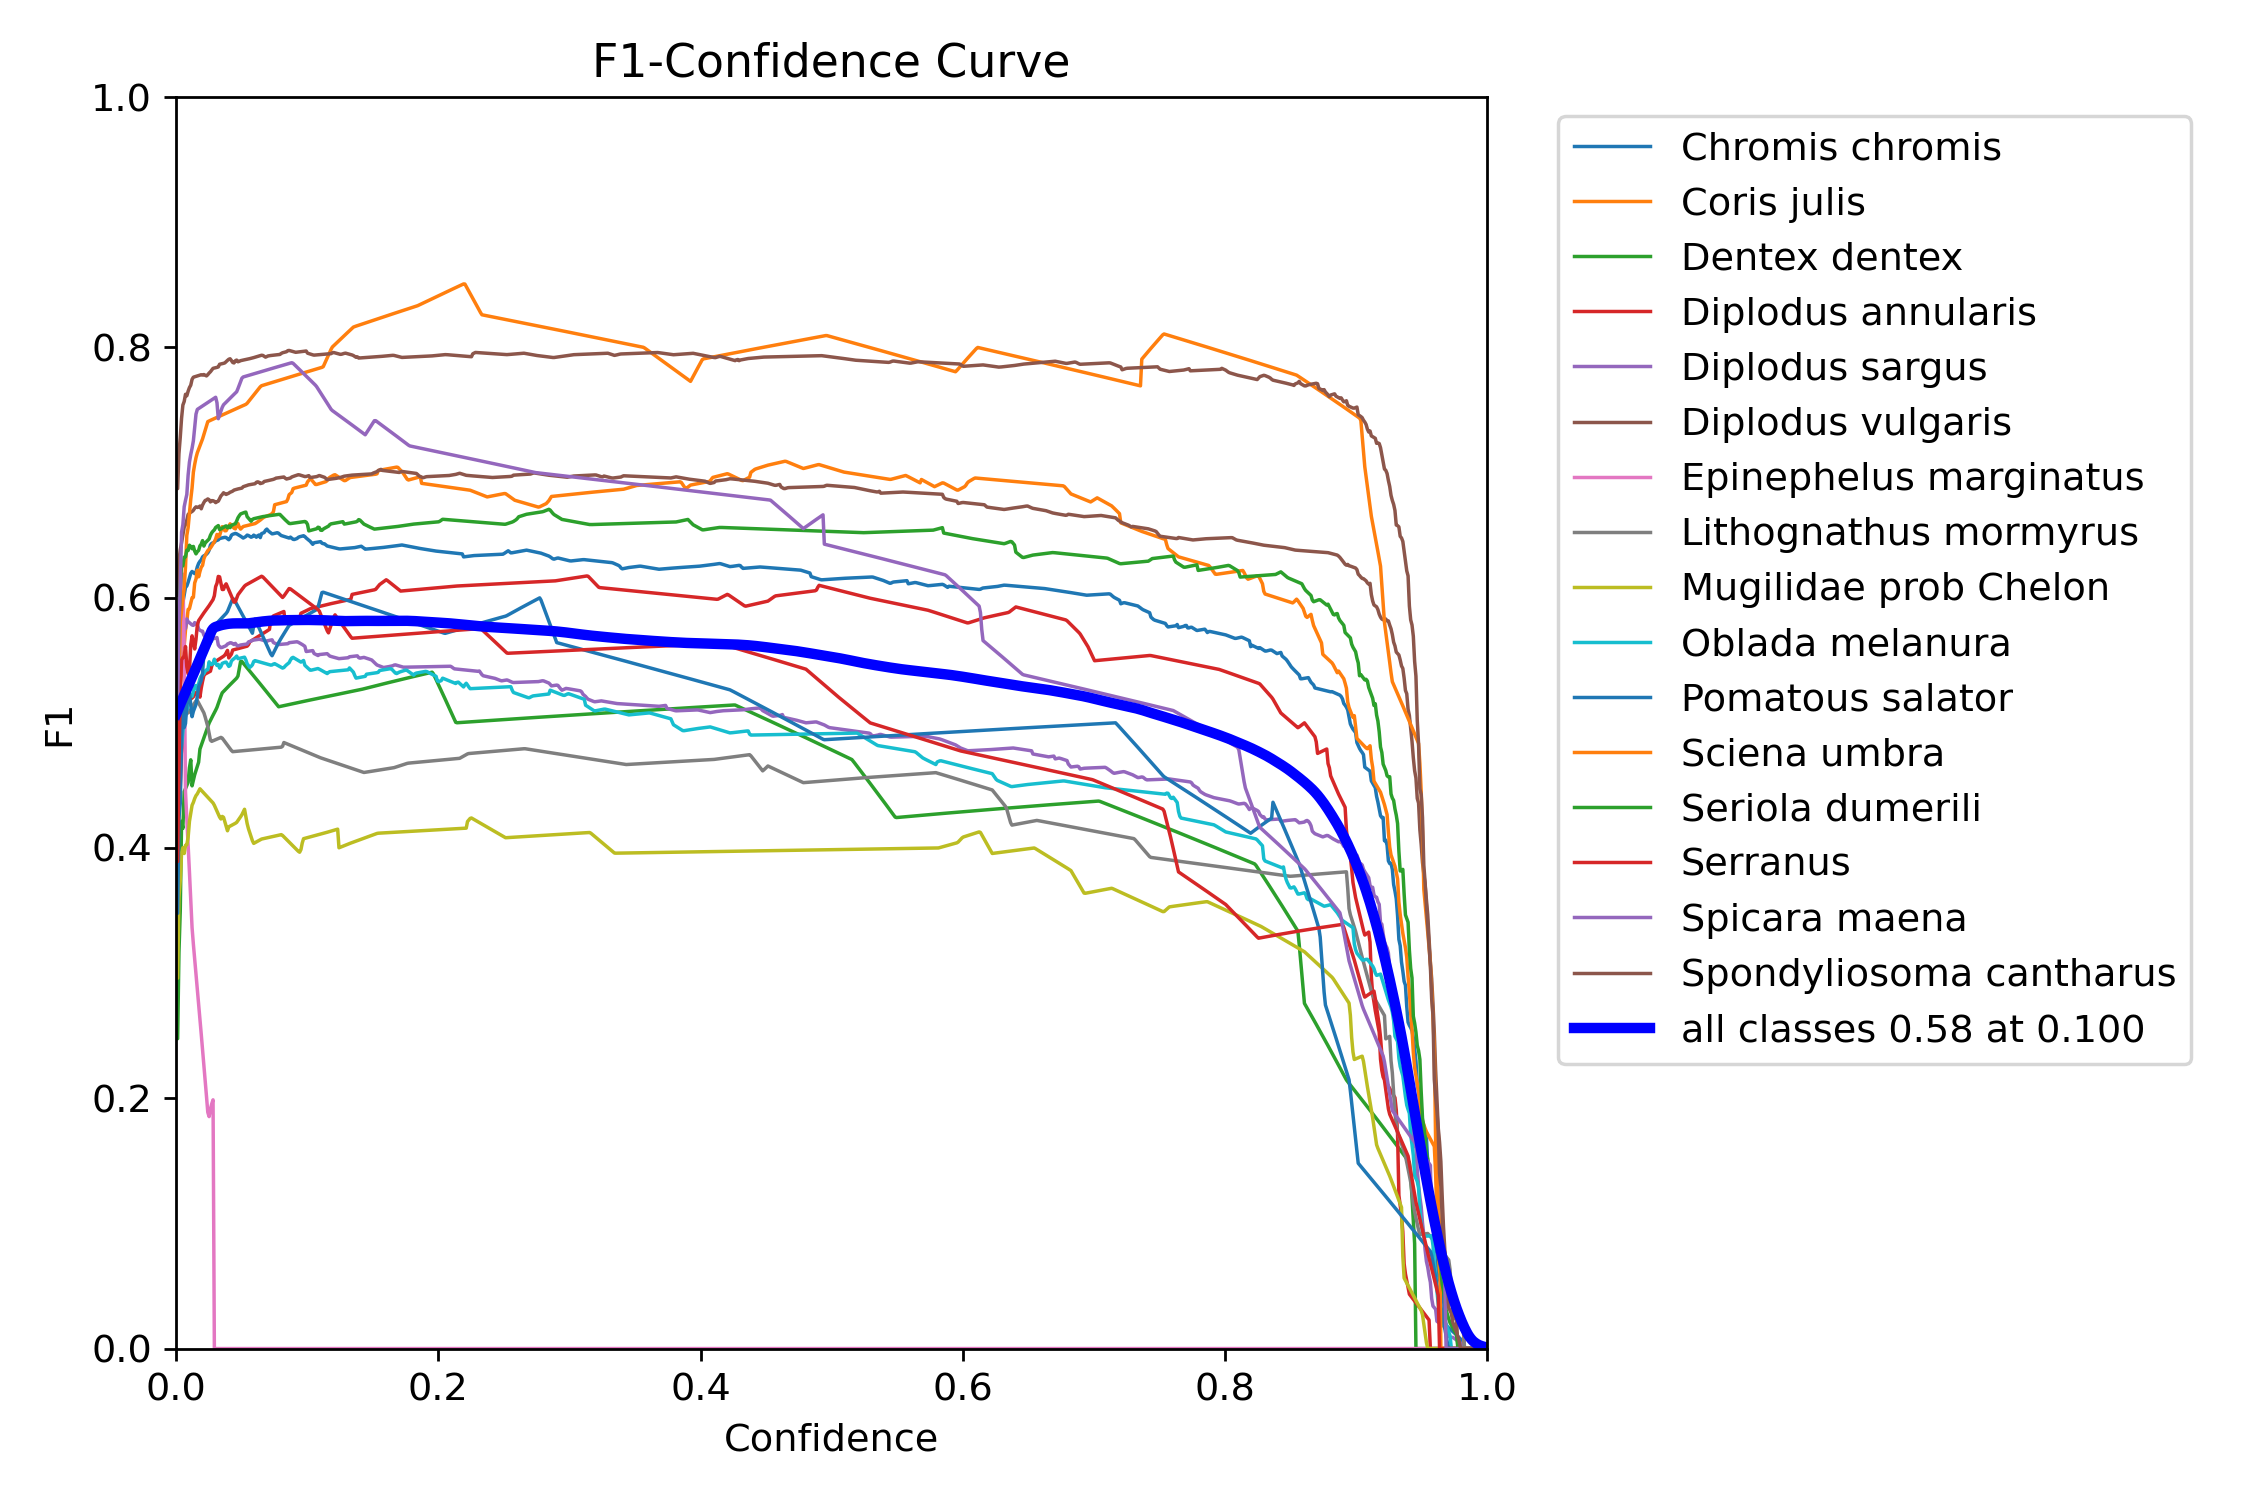 F1-Confidence Curve
1.0
0.8
0.6
0.4
0.2
0.0
F1
0.0 0.2 0.4 0.6 0.8 1.0
Confidence
Chromis chromis
Coris julis
Dentex dentex
Diplodus annularis
Diplodus sargus
Diplodus vulgaris
Epinephelus marginatus
Lithognathus mormyrus
Mugilidae prob Chelon
Oblada melanura
Pomatous salator
Sciena umbra
Seriola dumerili
Serranus
Spicara maena
Spondyliosoma cantharus
all classes 0.58 at 0.100